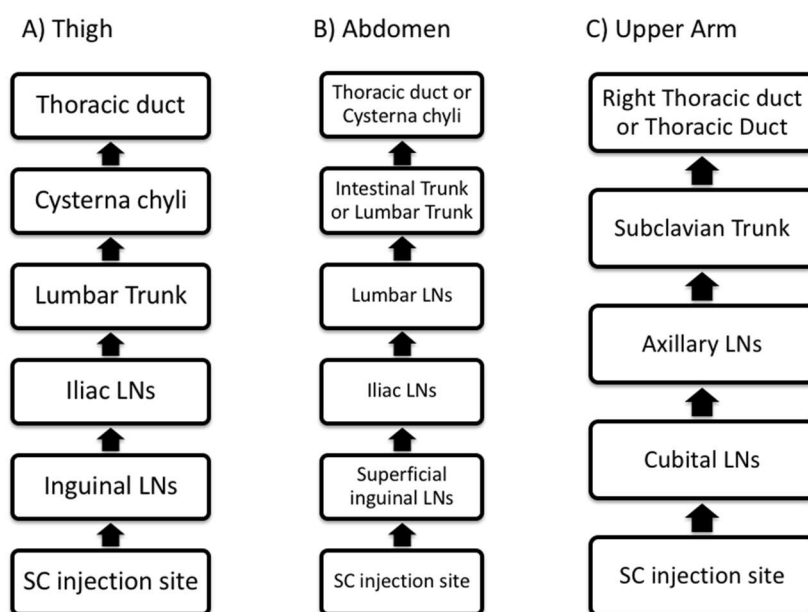 A) Thigh
Thoracic duct
Cysterna chyli
Lumbar Trunk
Iliac LNs
Inguinal LNs
SC injection site
B) Abdomen
Thoracic duct or
Cysterna chyli
Intestinal Trunk
or Lumbar Trunk
Lumbar LNs
Iliac LNs
Superficial
inguinal LNs
SC injection site
C) Upper Arm
Right Thoracic duct
or Thoracic Duct
Subclavian Trunk
Axillary LNs
Cubital LNs
SC injection site